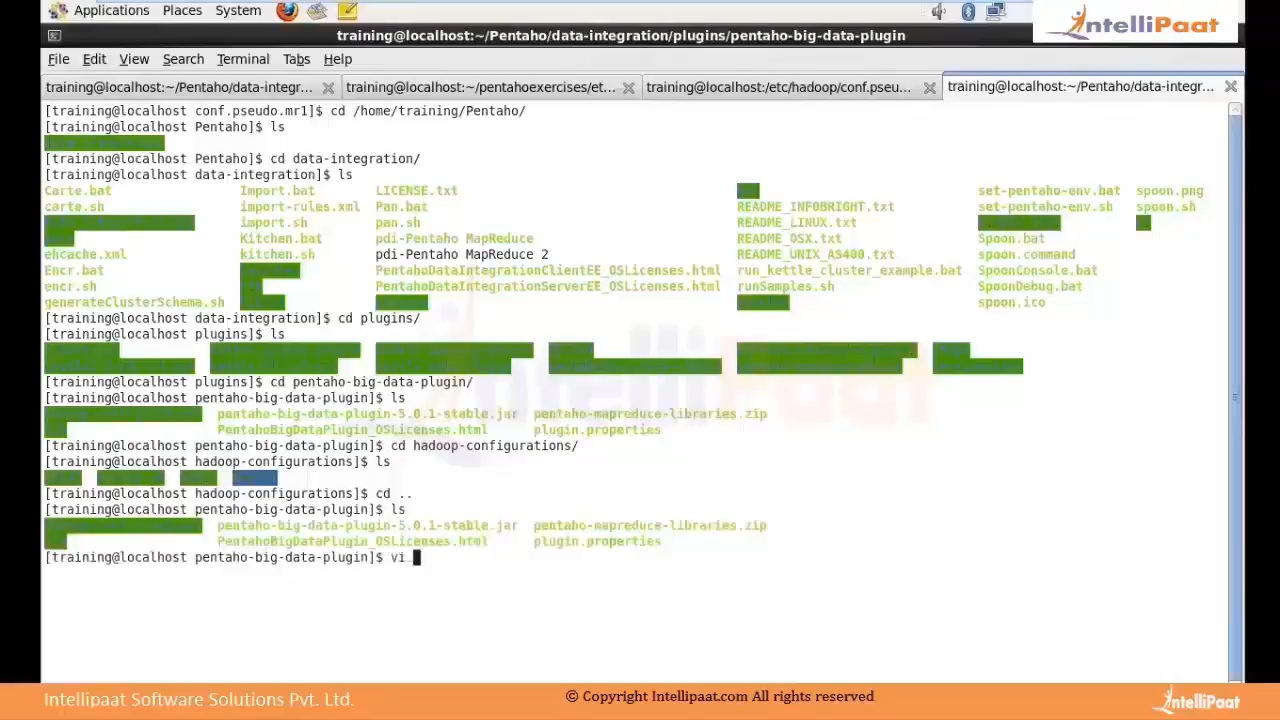 Applications Places System
IntelliPaat
training@localhost:~/Pentaho/data-integration/plugins/pentaho-big-data-plugin
File Edit View Search Terminal Tabs Help
training@localhost:~/Pentaho/data-integr... training@localhost:~/pentahoexercises/et... training@localhost:/etc/hadoop/conf.pseu... training@localhost:~/Pentaho/data-integr...
[training@localhost conf.pseudo.mr1]$ cd /home/training/Pentaho/
[training@localhost Pentaho]$ ls
[training@localhost Pentaho]$ cd data-integration/
[training@localhost data-integration]$ ls
Carte.bat Import.bat LICENSE.txt set-pentaho-env.bat spoon.png
carte.sh import-rules.xml Pan.bat README_INFOBRIGHT.txt set-pentaho-env.sh spoon.sh
import.sh pan.sh README_LINUX.txt
Kitchen.bat pdi-Pentaho MapReduce README_OSX.txt Spoon.bat
ehcache.xml kitchen.sh pdi-Pentaho MapReduce 2 README_UNIX_AS400.txt spoon.command
Encr.bat PentahoDataIntegrationClientEE_OSLicenses.html run_kettle_cluster_example.bat SpoonConsole.bat
encr.sh PentahoDataIntegrationServerEE_OSLicenses.html runSamples.sh SpoonDebug.bat
generateClusterSchema.sh spoon.ico
[training@localhost data-integration]$ cd plugins/
[training@localhost plugins]$ ls
[training@localhost plugins]$ cd pentaho-big-data-plugin/
[training@localhost pentaho-big-data-plugin]$ ls
pentaho-big-data-plugin-5.0.1-stable.jar pentaho-mapreduce-libraries.zip
PentahoBigDataPlugin_OSLicenses.html plugin.properties
[training@localhost pentaho-big-data-plugin]$ cd hadoop-configurations/
[training@localhost hadoop-configurations]$ ls
[training@localhost hadoop-configurations]$ cd ..
[training@localhost pentaho-big-data-plugin]$ ls
pentaho-big-data-plugin-5.0.1-stable.jar pentaho-mapreduce-libraries.zip
PentahoBigDataPlugin_OSLicenses.html plugin.properties
[training@localhost pentaho-big-data-plugin]$ vi
Intellipaat Software Solutions Pvt. Ltd. © Copyright Intellipaat.com All rights reserved IntelliPaat